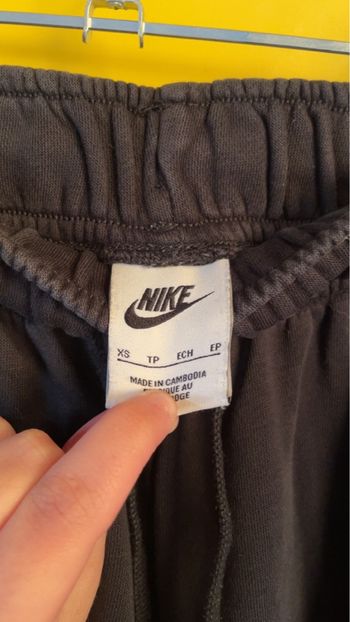 NIKE
XS TP ECH EP
MADE IN CAMBODIA
AU